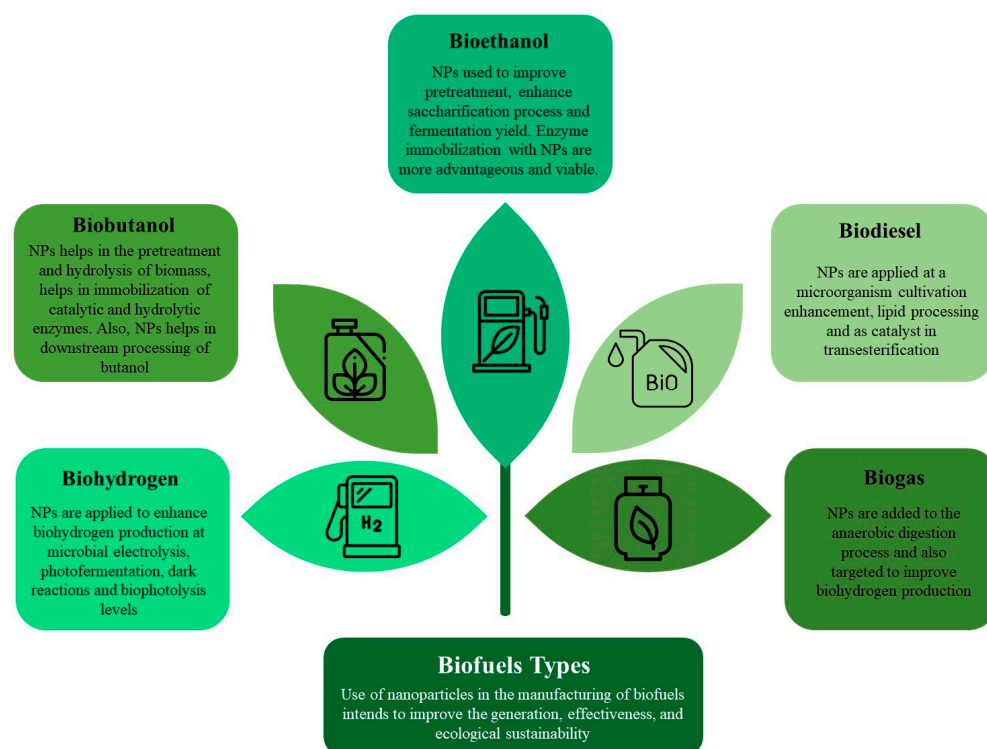 Bioethanol
NPs used to improve
pretreatment, enhance
saccharification process and
fermentation yield. Enzyme
immobilization with NPs are
more advantageous and viable.
Biobutanol
NPs helps in the pretreatment
and hydrolysis of biomass,
helps in immobilization of
catalytic and hydrolytic
enzymes. Also, NPs helps in
downstream processing of
butanol
Biodiesel
NPs are applied at a
microorganism cultivation
enhancement, lipid processing
and as catalyst in
transesterification
BiO
Biohydrogen
NPs are applied to enhance
biohydrogen production at
microbial electrolysis,
photofermentation, dark
reactions and biophotolysis
levels
H2
Biogas
NPs are added to the
anaerobic digestion
process and also
targeted to improve
biohydrogen production
Biofuels Types
Use of nanoparticles in the manufacturing of biofuels
intends to improve the generation, effectiveness, and
ecological sustainability